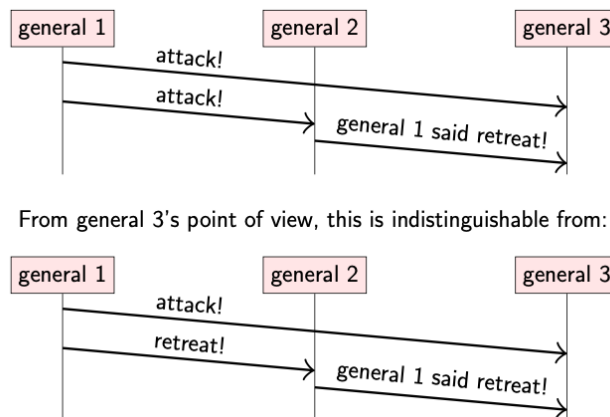 general 1 general 2 general 3
attack!
attack!
general 1 said retreat!
From general 3's point of view, this is indistinguishable from:
general 1 general 2 general 3
attack!
retreat!
general 1 said retreat!